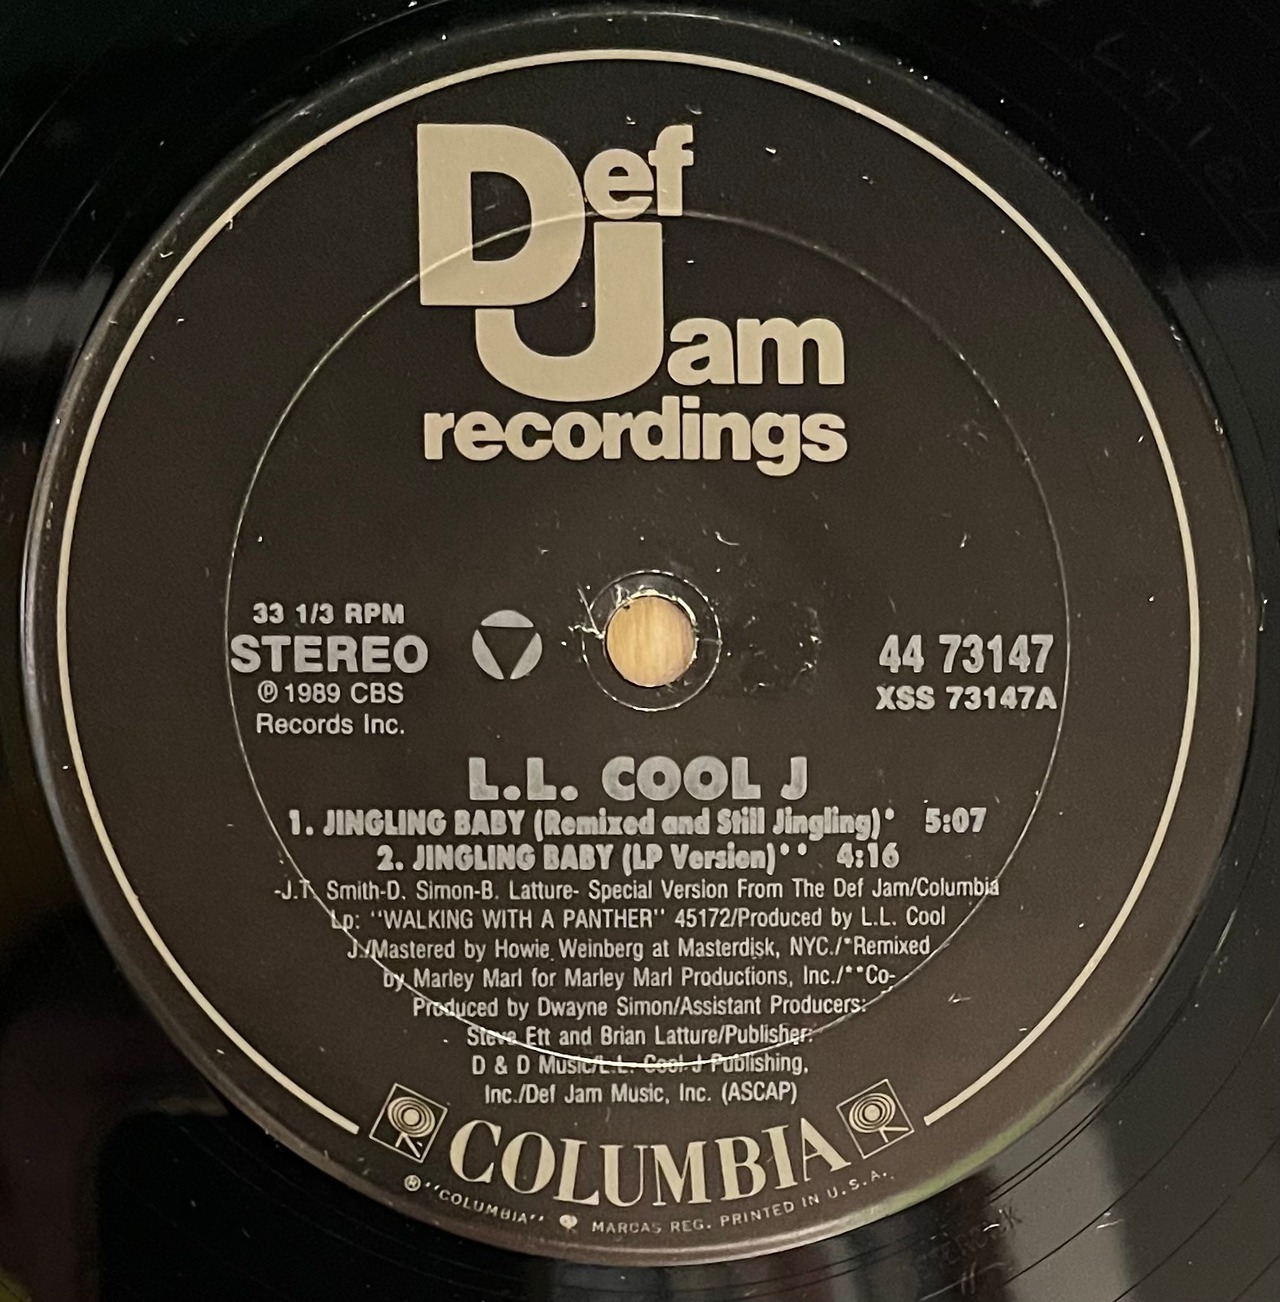 Def
Jam
recordings
33 1/3 RPM
STEREO
℗ 1989 CBS
Records Inc.
44 73147
XSS 73147A
L.L. COOL J
1. JINGLING BABY (Remixed and Still Jingling)* 5:07
2. JINGLING BABY (LP Version)** 4:16
-J.T. Smith-D. Simon-B. Latture- Special Version From The Def Jam/Columbia
Lp: "WALKING WITH A PANTHER" 45172/Produced by L.L. Cool
J./Mastered by Howie Weinberg at Masterdisk, NYC./*Remixed
by Marley Marl for Marley Marl Productions, Inc./**Co-
Produced by Dwayne Simon/Assistant Producers:
Steve Ett and Brian Latture/Publisher:
D & D Music/L.L. Cool J Publishing,
Inc./Def Jam Music, Inc. (ASCAP)
COLUMBIA
® "COLUMBIA" MARCAS REG. PRINTED IN U.S.A.